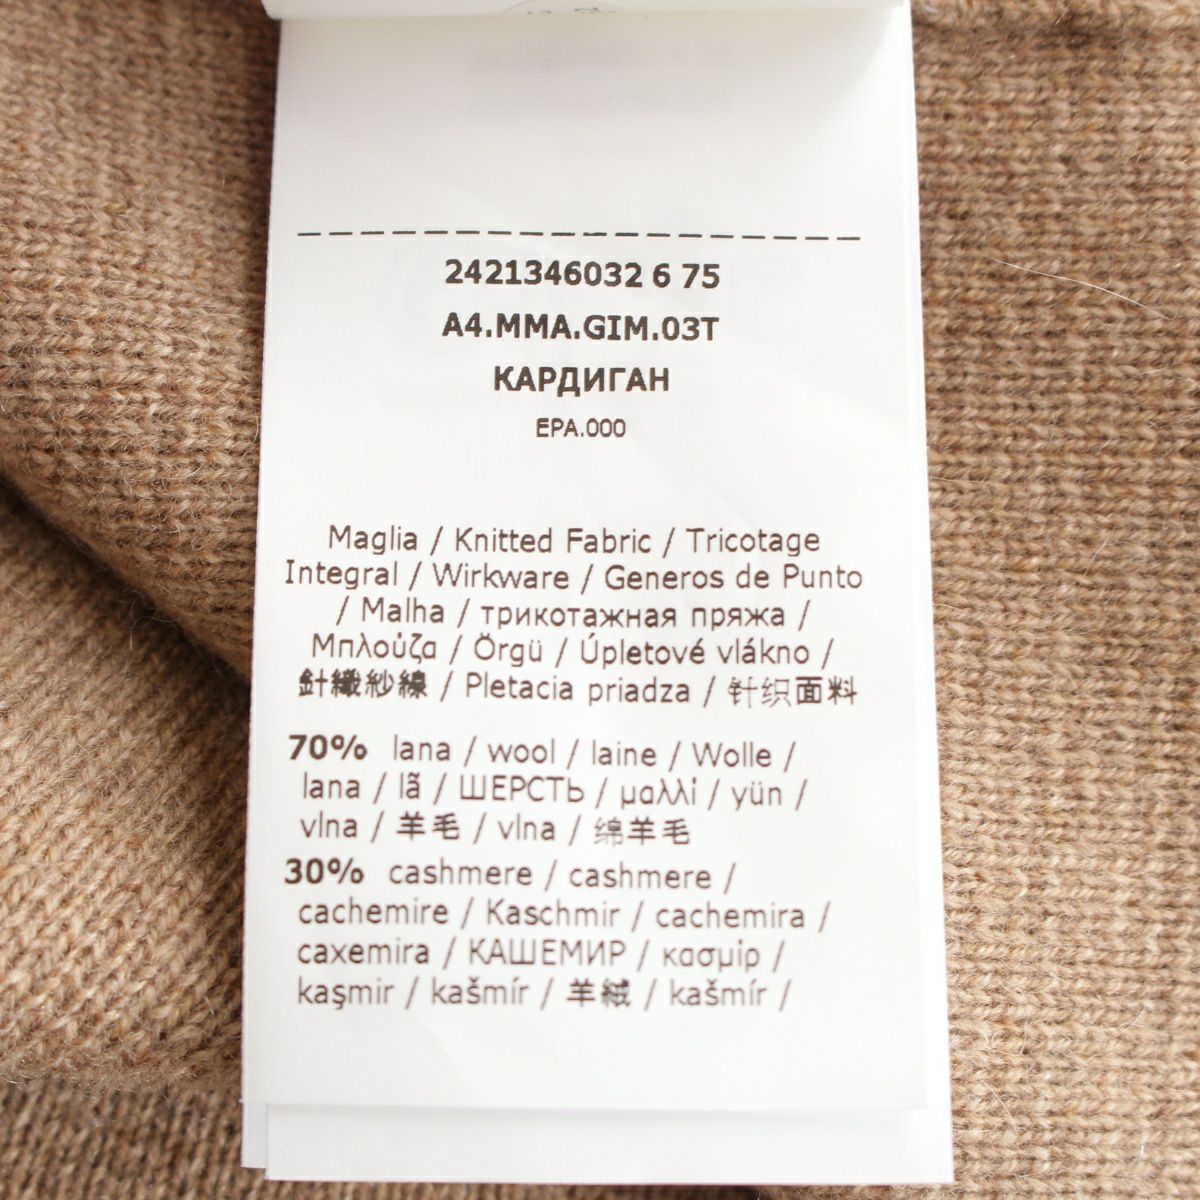 2421346032 6 75
A4.MMA.GIM.03T
КАРДИГАН
EPA.000
Maglia / Knitted Fabric / Tricotage
Integral / Wirkware / Generos de Punto
/ Malha / трикотажная пряжа /
Μπλούζα / Örgü / Úpletové vlákno /
針織紗線 / Pletacia priadza / 针织面料
70% lana / wool / laine / Wolle /
lana / lã / ШЕРСТЬ / μαλλί / yün /
vlna / 羊毛 / vlna / 绵羊毛
30% cashmere / cashmere /
cachemire / Kaschmir / cachemira /
caxemira / КАШЕМИР / κασμίρ /
kaşmir / kašmír / 羊絨 / kašmír /